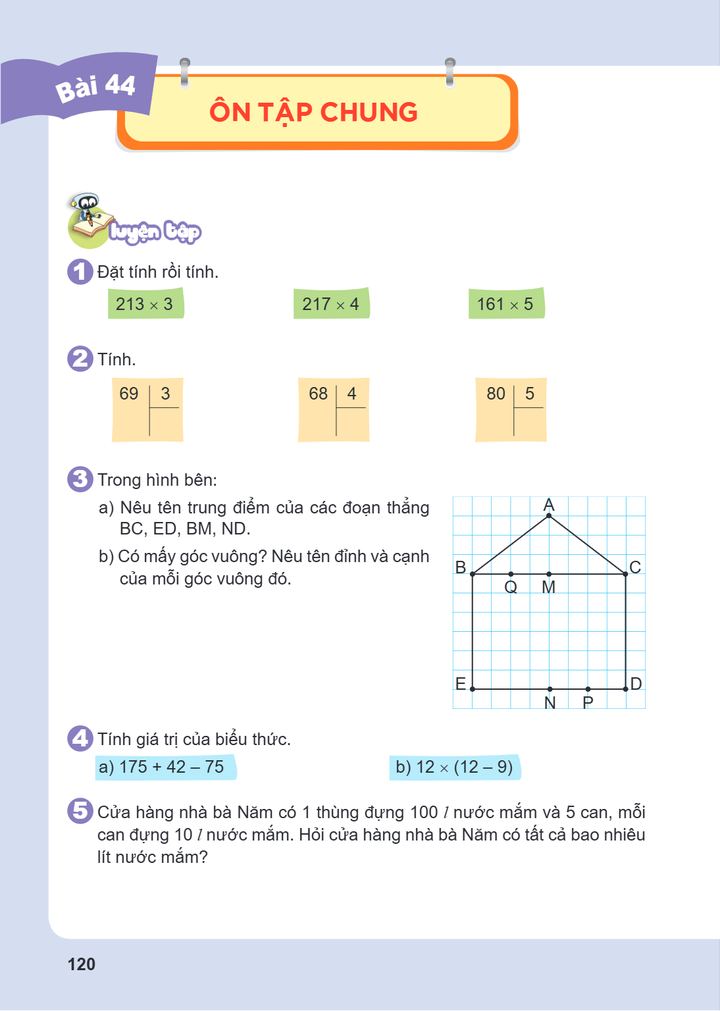 Bài 44
ÔN TẬP CHUNG
luyện tập
1 Đặt tính rồi tính.
213 × 3 217 × 4 161 × 5
2 Tính.
69 3 68 4 80 5
3 Trong hình bên:
a) Nêu tên trung điểm của các đoạn thẳng
BC, ED, BM, ND.
b) Có mấy góc vuông? Nêu tên đỉnh và cạnh
của mỗi góc vuông đó.
A
B C
Q M
E D
N P
4 Tính giá trị của biểu thức.
a) 175 + 42 – 75 b) 12 × (12 – 9)
5 Cửa hàng nhà bà Năm có 1 thùng đựng 100 l nước mắm và 5 can, mỗi
can đựng 10 l nước mắm. Hỏi cửa hàng nhà bà Năm có tất cả bao nhiêu
lít nước mắm?
120